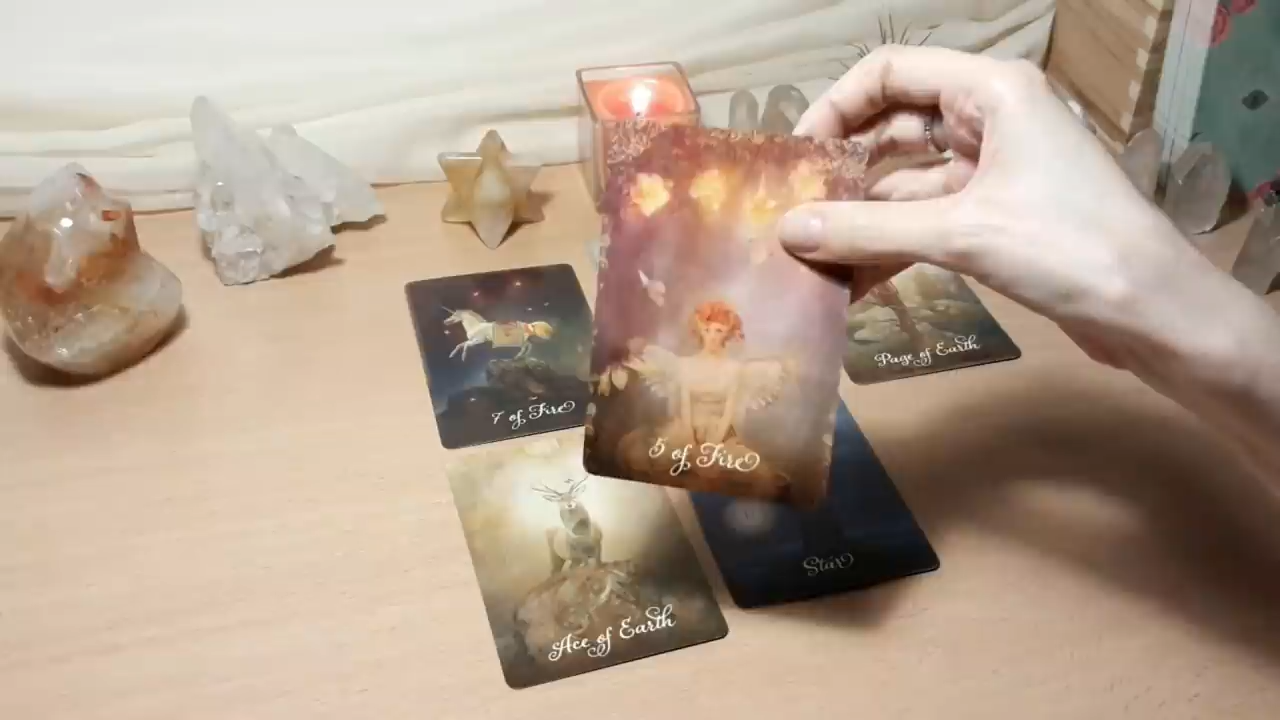 Page of Earth
7 of Fire
5 of Fire
Star
Ace of Earth